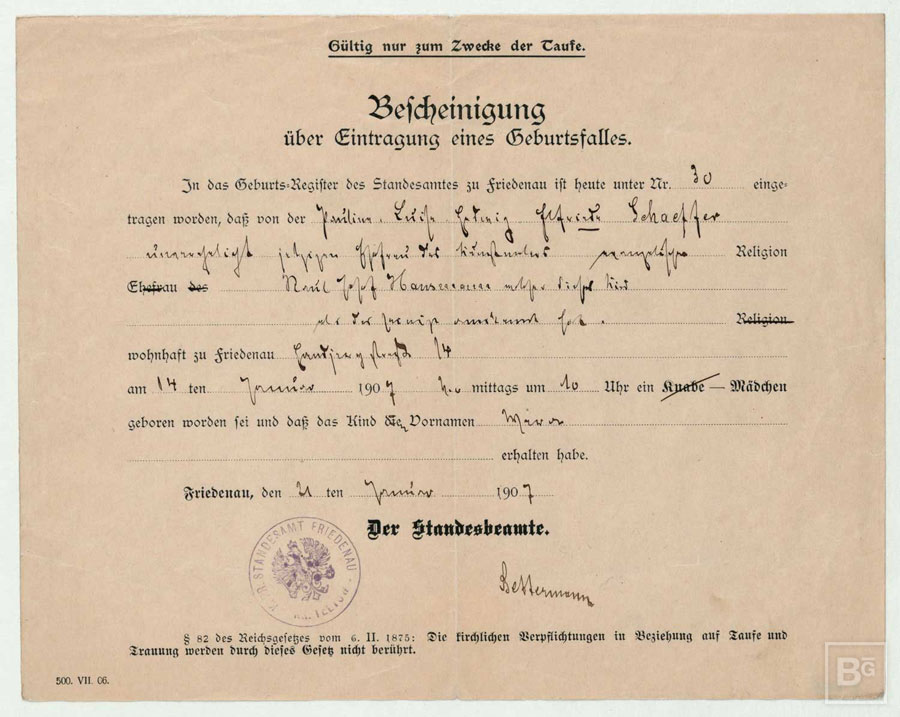 Gültig nur zum Zwecke der Taufe.
Bescheinigung
über Eintragung eines Geburtsfalles.
In das Geburts-Register des Standesamtes zu Friedenau ist heute unter Nr. 30 einge-
tragen worden, daß von der Pauline Luise Hedwig Elfriede Schaeffer
unverehelicht jetzigen Ehefrau des Kunstmalers evangelischer Religion
Ehefrau des Raul Josef Hausmann welcher dieses Kind
als das seinige anerkannt hat. Religion
wohnhaft zu Friedenau Handjerystraße 14
am 14 ten Januar 1907 mittags um 10 Uhr ein Knabe — Mädchen
geboren worden sei und daß das Kind den Vornamen
erhalten habe.
Friedenau, den 21 ten Januar 1907
Der Standesbeamte.
Bettermann
STANDESAMT FRIEDENAU
TELTOW
§ 82 des Reichsgesetzes vom 6. II. 1875: Die kirchlichen Verpflichtungen in Beziehung auf Taufe und
Trauung werden durch dieses Gesetz nicht berührt.
500. VII. 06.
BG